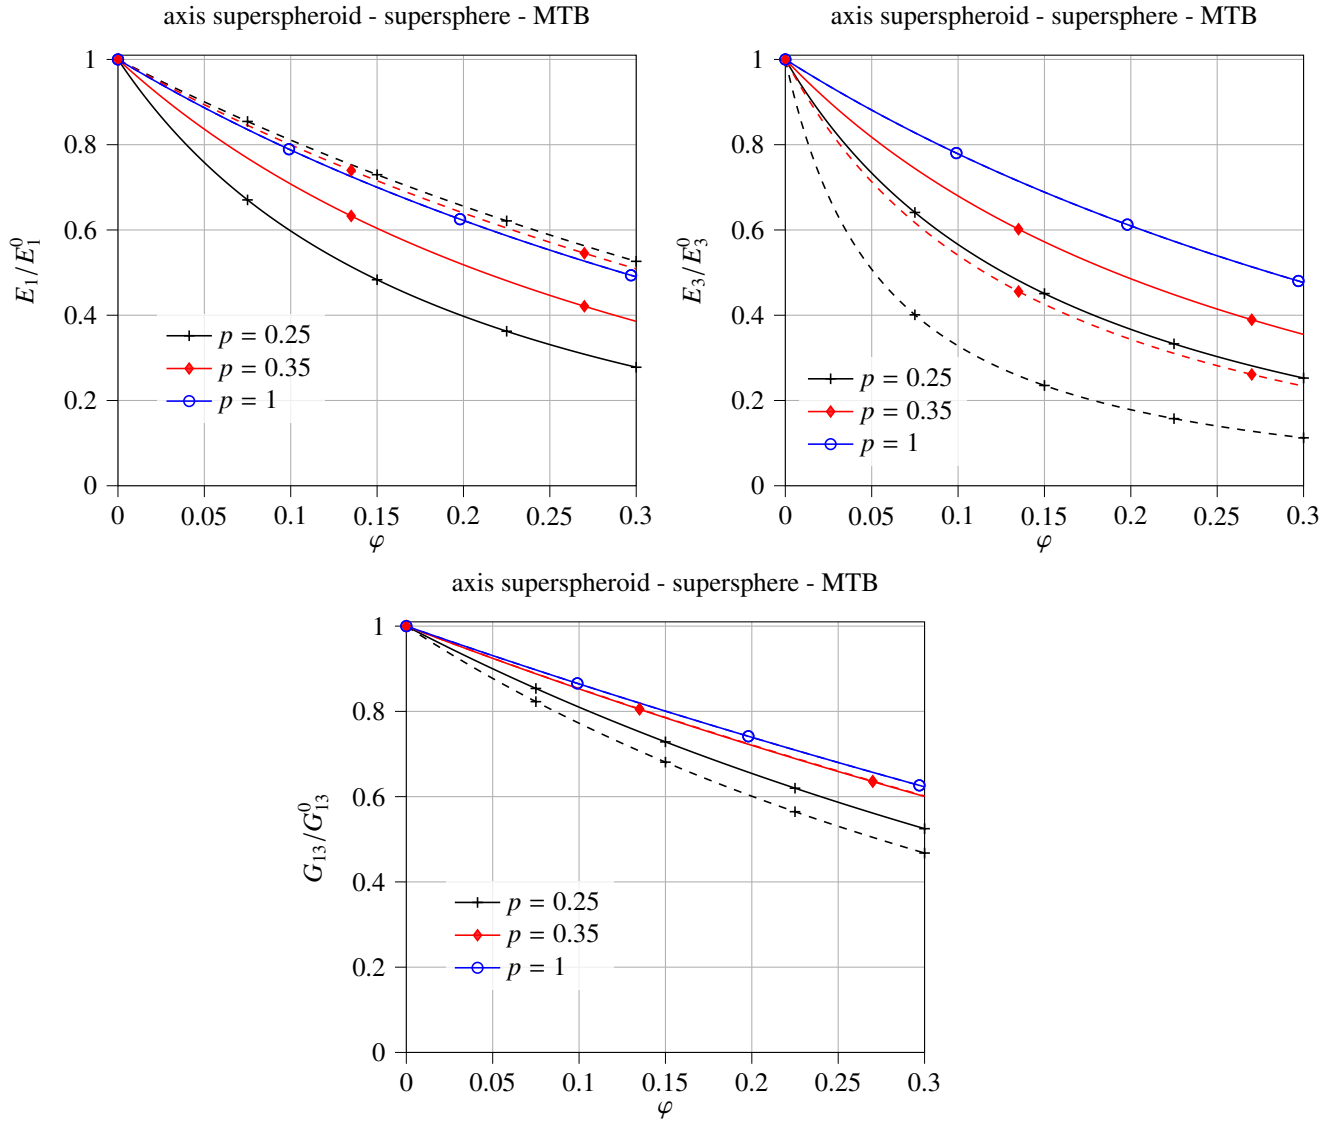 axis superspheroid - supersphere - MTB
1
0.8
0.6
0.4
0.2
0
E₁/E₁⁰
p = 0.25
p = 0.35
p = 1
0 0.05 0.1 0.15 0.2 0.25 0.3
φ
axis superspheroid - supersphere - MTB
1
0.8
0.6
0.4
0.2
0
E₃/E₃⁰
p = 0.25
p = 0.35
p = 1
0 0.05 0.1 0.15 0.2 0.25 0.3
φ
axis superspheroid - supersphere - MTB
1
0.8
0.6
0.4
0.2
0
G₁₃/G₁₃⁰
p = 0.25
p = 0.35
p = 1
0 0.05 0.1 0.15 0.2 0.25 0.3
φ